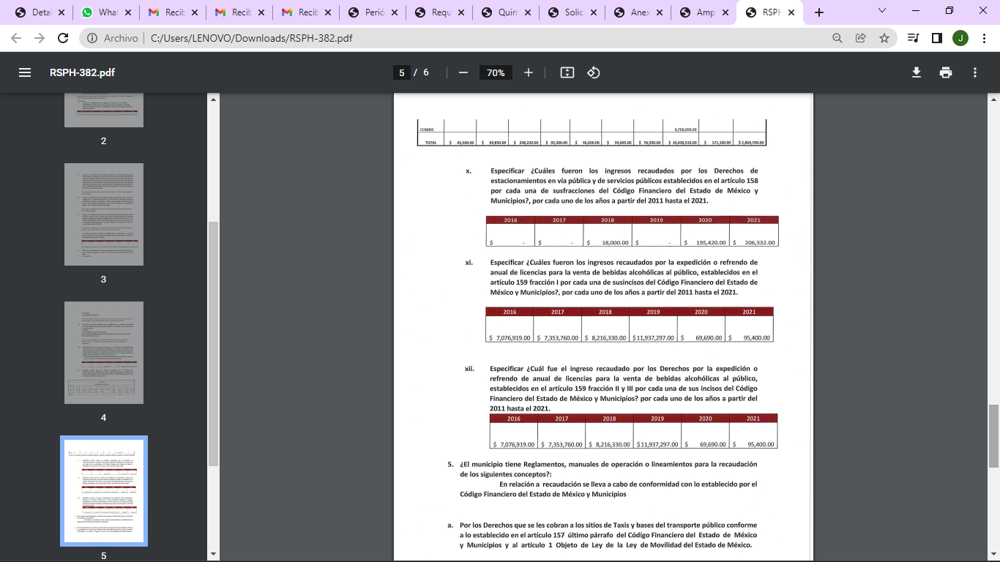 Detal
What
Recib
Recib
Recib
Perió
Requ
Quin
Solic
Anex
Amp
RSPH
Archivo C:/Users/LENOVO/Downloads/RSPH-382.pdf J
RSPH-382.pdf 5 / 6 70%
2
3
4
5
COMBIS 9,700,000.00
TOTAL $ 43,500.00 $ 69,850.00 $ 248,220.00 $ 93,300.00 $ 46,000.00 $ 34,005.00 $ 76,930.00 $ 10,436,516.00 $ 171,160.00 $ 2,869,700.00
x. Especificar ¿Cuáles fueron los ingresos recaudados por los Derechos de
estacionamientos en vía pública y de servicios públicos establecidos en el artículo 158
por cada una de susfracciones del Código Financiero del Estado de México y
Municipios?, por cada uno de los años a partir del 2011 hasta el 2021.
2016 2017 2018 2019 2020 2021
$ - $ - $ 18,000.00 $ - $ 195,420.00 $ 206,332.00
xi. Especificar ¿Cuáles fueron los ingresos recaudados por la expedición o refrendo de
anual de licencias para la venta de bebidas alcohólicas al público, establecidos en el
artículo 159 fracción I por cada una de susincisos del Código Financiero del Estado de
México y Municipios?, por cada uno de los años a partir del 2011 hasta el 2021.
2016 2017 2018 2019 2020 2021
$ 7,076,919.00 $ 7,353,760.00 $ 8,216,330.00 $11,937,297.00 $ 69,690.00 $ 95,400.00
xii. Especificar ¿Cuál fue el ingreso recaudado por los Derechos por la expedición o
refrendo de anual de licencias para la venta de bebidas alcohólicas al público,
establecidos en el artículo 159 fracción II y III por cada una de sus incisos del Código
Financiero del Estado de México y Municipios? por cada uno de los años a partir del
2011 hasta el 2021.
2016 2017 2018 2019 2020 2021
$ 7,076,919.00 $ 7,353,760.00 $ 8,216,330.00 $11,937,297.00 $ 69,690.00 $ 95,400.00
5. ¿El municipio tiene Reglamentos, manuales de operación o lineamientos para la recaudación
de los siguientes conceptos?:
En relación a recaudación se lleva a cabo de conformidad con lo establecido por el
Código Financiero del Estado de México y Municipios
. Por los Derechos que se les cobran a los sitios de Taxis y bases del transporte público conforme
a lo establecido en el artículo 157 último párrafo del Código Financiero del Estado de México
y Municipios y al artículo 1 Objeto de Ley de la Ley de Movilidad del Estado de México.